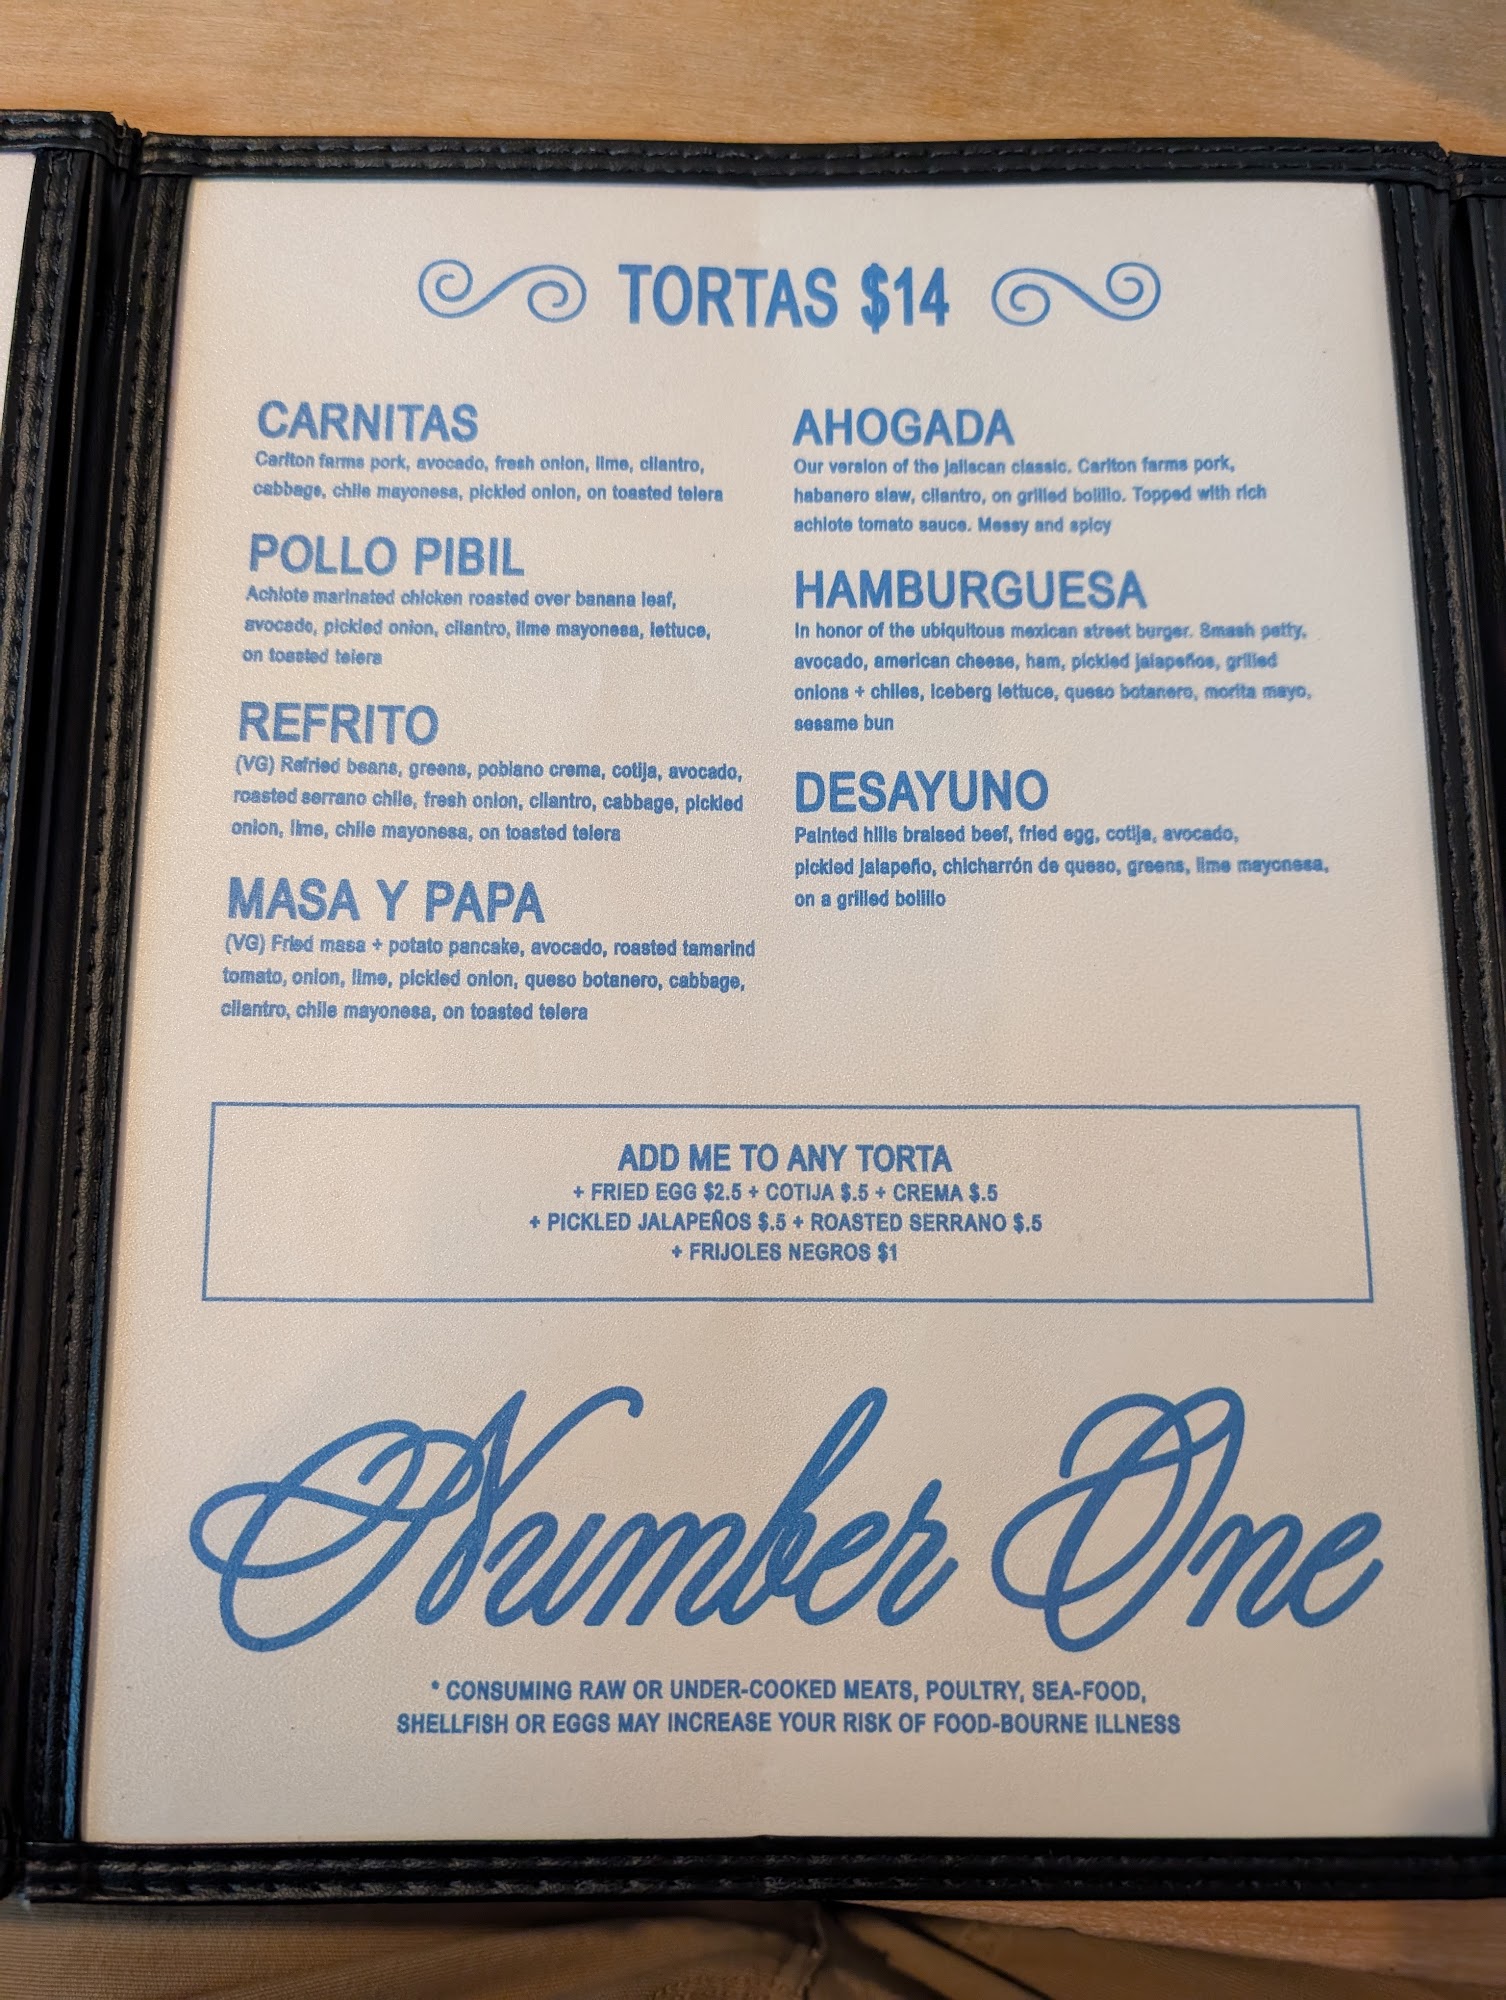 TORTAS $14
CARNITAS
Carlton farms pork, avocado, fresh onion, lime, cilantro,
cabbage, chile mayonesa, pickled onion, on toasted telera
POLLO PIBIL
Achiote marinated chicken roasted over banana leaf,
avocado, pickled onion, cilantro, lime mayonesa, lettuce,
on toasted telera
REFRITO
(VG) Refried beans, greens, poblano crema, cotija, avocado,
roasted serrano chile, fresh onion, cilantro, cabbage, pickled
onion, lime, chile mayonesa, on toasted telera
MASA Y PAPA
(VG) Fried masa + potato pancake, avocado, roasted tamarind
tomato, onion, lime, pickled onion, queso botanero, cabbage,
cilantro, chile mayonesa, on toasted telera
AHOGADA
Our version of the jaliscan classic. Carlton farms pork,
habanero slaw, cilantro, on grilled bolillo. Topped with rich
achiote tomato sauce. Messy and spicy
HAMBURGUESA
In honor of the ubiquitous mexican street burger. Smash patty,
avocado, american cheese, ham, pickled jalapeños, grilled
onions + chiles, iceberg lettuce, queso botanero, morita mayo,
sesame bun
DESAYUNO
Painted hills braised beef, fried egg, cotija, avocado,
pickled jalapeño, chicharrón de queso, greens, lime mayonesa,
on a grilled bolillo
ADD ME TO ANY TORTA
+ FRIED EGG $2.5 + COTIJA $.5 + CREMA $.5
+ PICKLED JALAPEÑOS $.5 + ROASTED SERRANO $.5
+ FRIJOLES NEGROS $1
Number One
* CONSUMING RAW OR UNDER-COOKED MEATS, POULTRY, SEA-FOOD,
SHELLFISH OR EGGS MAY INCREASE YOUR RISK OF FOOD-BOURNE ILLNESS